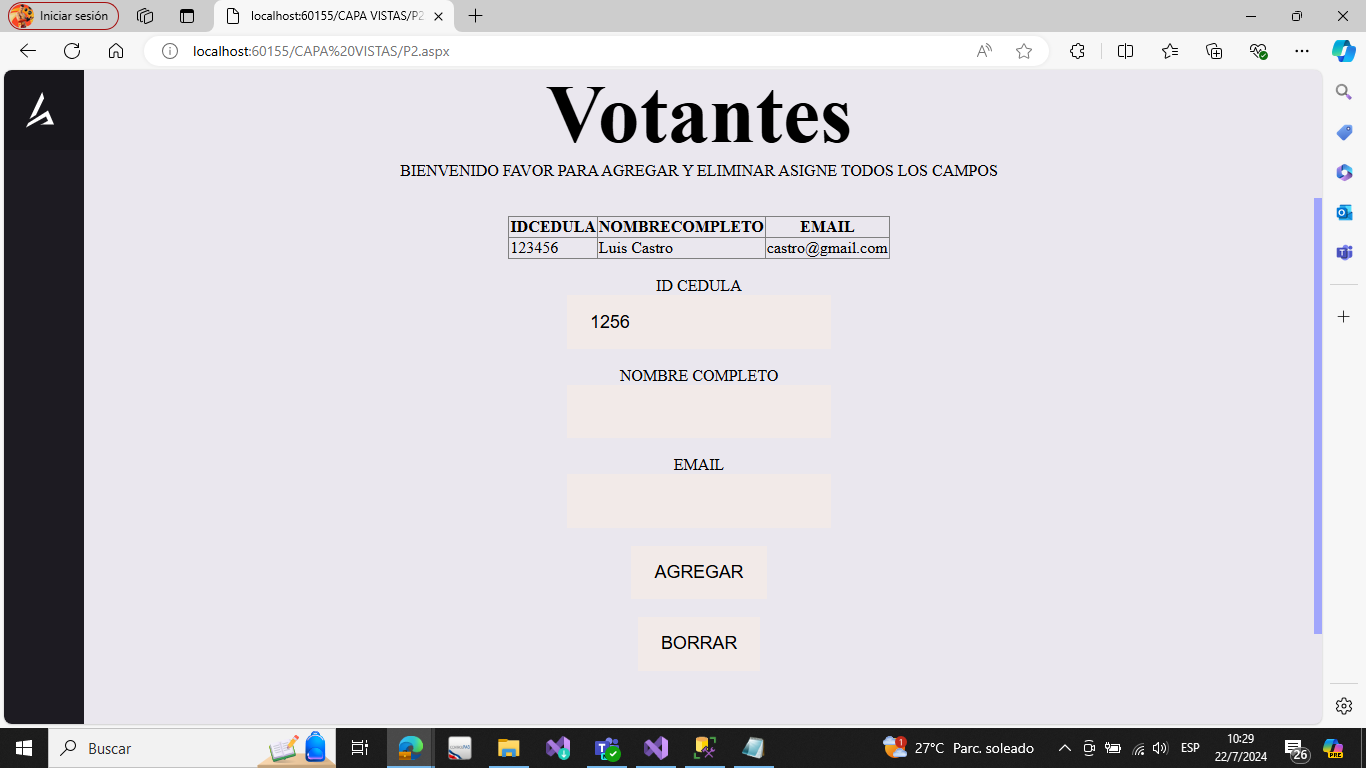 Iniciar sesión
localhost:60155/CAPA VISTAS/P2
localhost:60155/CAPA%20VISTAS/P2.aspx
Votantes
BIENVENIDO FAVOR PARA AGREGAR Y ELIMINAR ASIGNE TODOS LOS CAMPOS
IDCEDULA NOMBRECOMPLETO EMAIL
123456 Luis Castro castro@gmail.com
ID CEDULA
1256
NOMBRE COMPLETO
EMAIL
AGREGAR
BORRAR
Buscar
1
27°C Parc. soleado
ESP
10:29
22/7/2024
26
PRE